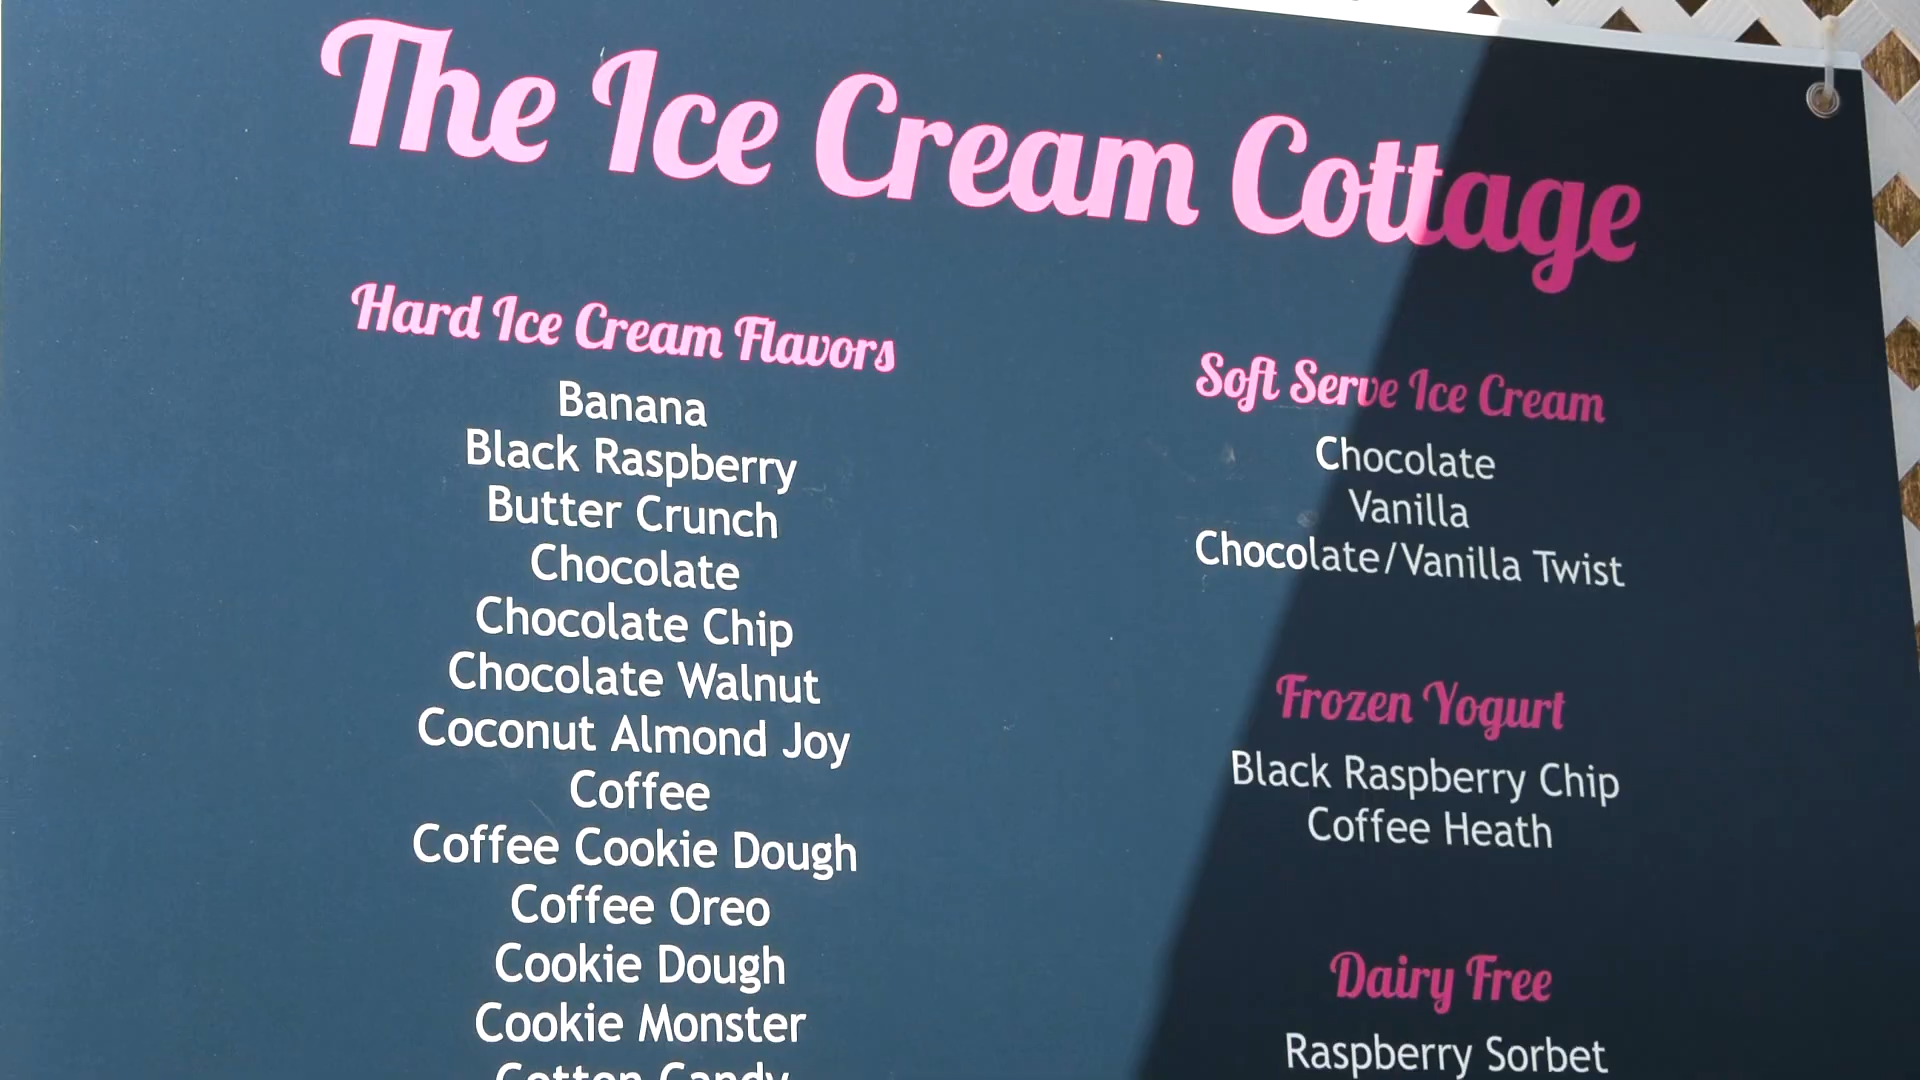 The Ice Cream Cottage
Hard Ice Cream Flavors
Banana
Black Raspberry
Butter Crunch
Chocolate
Chocolate Chip
Chocolate Walnut
Coconut Almond Joy
Coffee
Coffee Cookie Dough
Coffee Oreo
Cookie Dough
Cookie Monster
Cotton Candy
Soft Serve Ice Cream
Chocolate
Vanilla
Chocolate/Vanilla Twist
Frozen Yogurt
Black Raspberry Chip
Coffee Heath
Dairy Free
Raspberry Sorbet